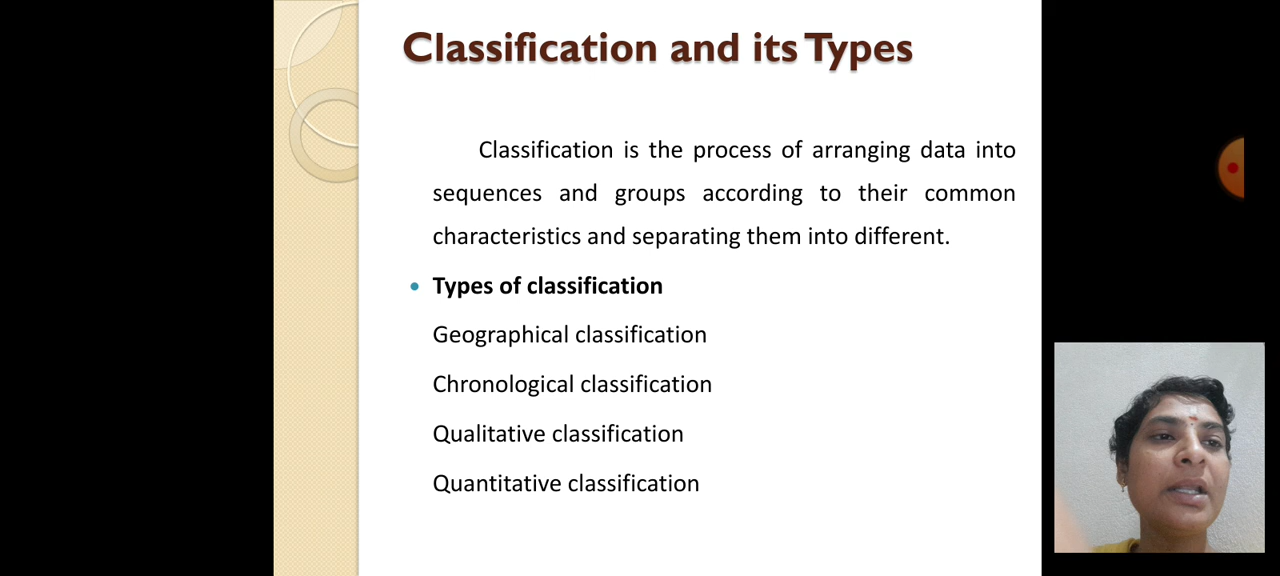 Classification and its Types
Classification is the process of arranging data into
sequences and groups according to their common
characteristics and separating them into different.
Types of classification
Geographical classification
Chronological classification
Qualitative classification
Quantitative classification